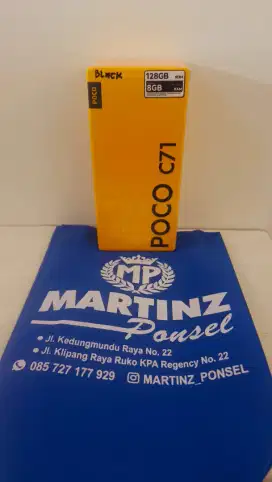 BLACK
POCO
128GB
8GB
POCO C71
MP
MARTINZ
Ponsel
• Jl. Kedungmundu Raya No. 22
• Jl. Klipang Raya Ruko KPA Regency No. 22
085 727 177 929 MARTINZ_PONSEL